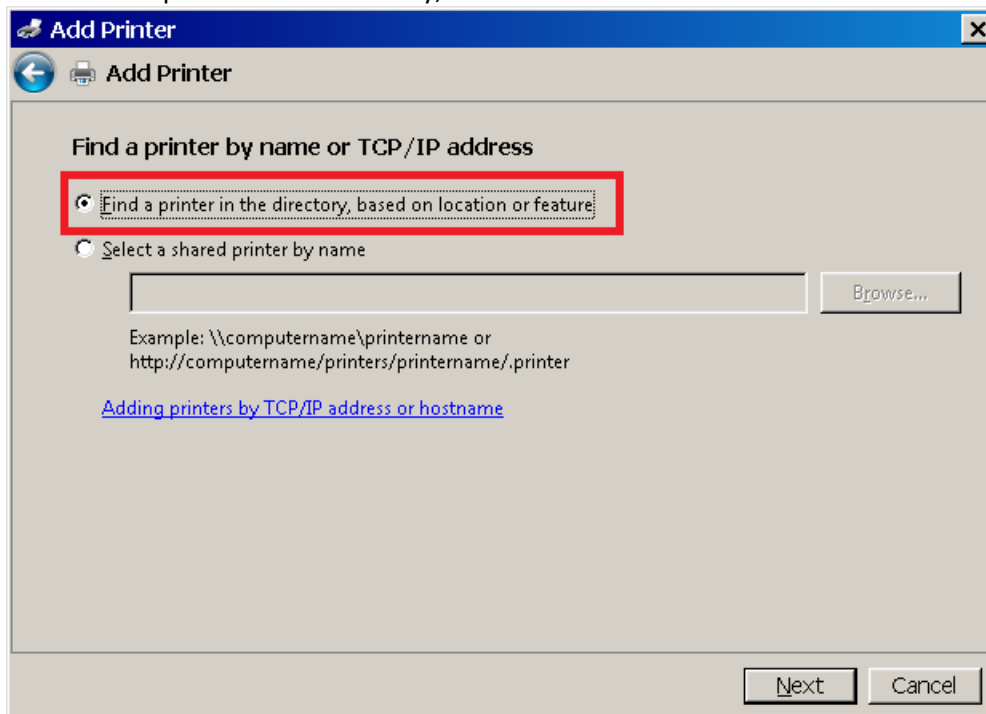 Add Printer
Add Printer
Find a printer by name or TCP/IP address
Find a printer in the directory, based on location or feature
Select a shared printer by name
Browse...
Example: \\computername\printername or
http://computername/printers/printername/.printer
Adding printers by TCP/IP address or hostname
Next Cancel